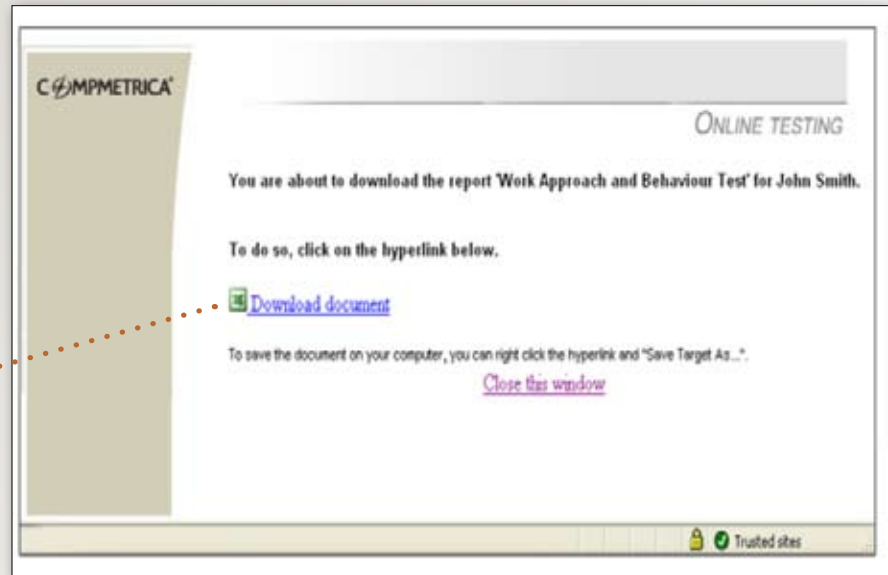 COMPMETRICA
ONLINE TESTING
You are about to download the report 'Work Approach and Behaviour Test' for John Smith.
To do so, click on the hyperlink below.
Download document
To save the document on your computer, you can right click the hyperlink and "Save Target As...".
Close this window
Trusted sites